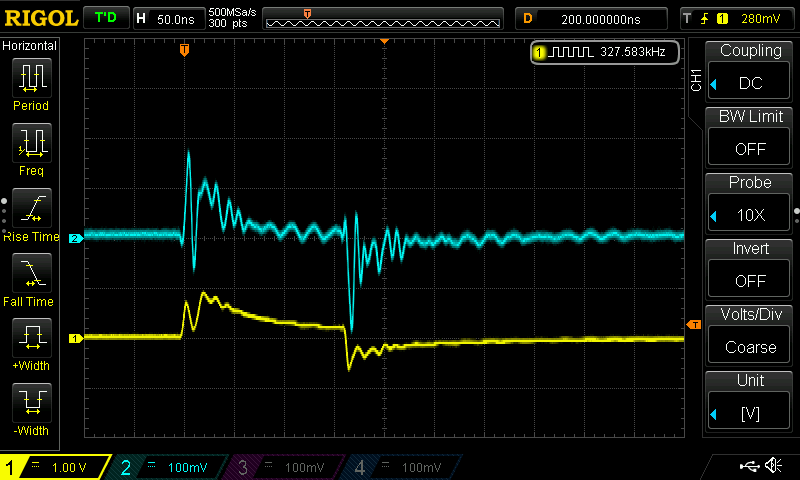 RIGOL T'D H 50.0ns 500MSa/s D 200.000000ns T 1 280mV
300 pts
Horizontal
T
1 327.583kHz
Period
Freq
Rise Time
Fall Time
+Width
-Width
2
1
T
CH1
Coupling
DC
BW Limit
OFF
Probe
10X
Invert
OFF
Volts/Div
Coarse
Unit
[V]
1 1.00 V 2 100mV 3 100mV 4 100mV